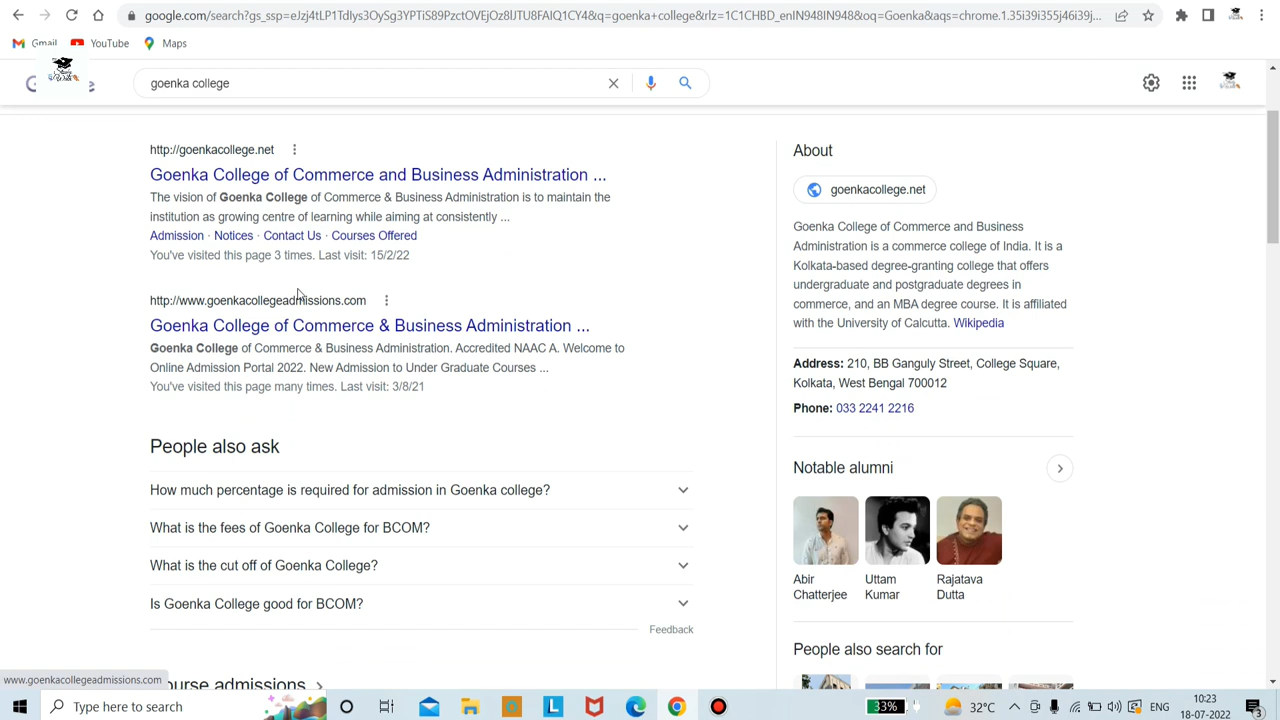 google.com/search?gs_ssp=eJzj4tLP1TdIys3OySg3YPTiS89PzctOVEjOz8lJTU8FAIQ1CY4&q=goenka+college&rlz=1C1CHBD_enIN948IN948&oq=Goenka&aqs=chrome.1.35i39i355j46i39j...
Gmail
YouTube
Maps
goenka college
http://goenkacollege.net
Goenka College of Commerce and Business Administration ...
The vision of Goenka College of Commerce & Business Administration is to maintain the
institution as growing centre of learning while aiming at consistently ...
Admission · Notices · Contact Us · Courses Offered
You've visited this page 3 times. Last visit: 15/2/22
http://www.goenkacollegeadmissions.com
Goenka College of Commerce & Business Administration ...
Goenka College of Commerce & Business Administration. Accredited NAAC A. Welcome to
Online Admission Portal 2022. New Admission to Under Graduate Courses ...
You've visited this page many times. Last visit: 3/8/21
People also ask
How much percentage is required for admission in Goenka college?
What is the fees of Goenka College for BCOM?
What is the cut off of Goenka College?
Is Goenka College good for BCOM?
Feedback
Course admissions
About
goenkacollege.net
Goenka College of Commerce and Business
Administration is a commerce college of India. It is a
Kolkata-based degree-granting college that offers
undergraduate and postgraduate degrees in
commerce, and an MBA degree course. It is affiliated
with the University of Calcutta. Wikipedia
Address: 210, BB Ganguly Street, College Square,
Kolkata, West Bengal 700012
Phone: 033 2241 2216
Notable alumni
Abir
Chatterjee
Uttam
Kumar
Rajatava
Dutta
People also search for
www.goenkacollegeadmissions.com
Type here to search
33%
32°C
ENG
10:23
18-07-2022
3